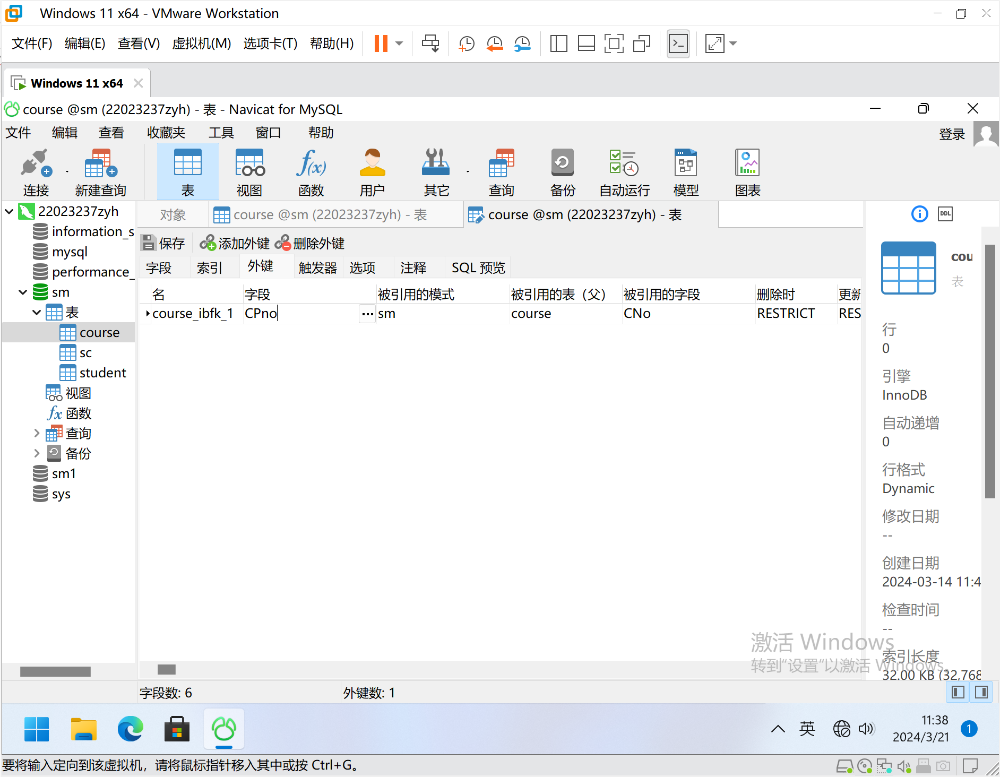 Windows 11 x64 - VMware Workstation
文件(F) 编辑(E) 查看(V) 虚拟机(M) 选项卡(T) 帮助(H)
Windows 11 x64
course @sm (22023237zyh) - 表 - Navicat for MySQL
文件 编辑 查看 收藏夹 工具 窗口 帮助 登录
连接 新建查询 表 视图 函数 用户 其它 查询 备份 自动运行 模型 图表
22023237zyh
information_s
mysql
performance_
sm
表
course
sc
student
视图
函数
查询
备份
sm1
sys
对象 course @sm (22023237zyh) - 表 course @sm (22023237zyh) - 表
保存 添加外键 删除外键
字段 索引 外键 触发器 选项 注释 SQL 预览
名 字段 被引用的模式 被引用的表（父） 被引用的字段 删除时 更新
course_ibfk_1 CPno sm course CNo RESTRICT RES
DDL
cou
表
行
0
引擎
InnoDB
自动递增
0
行格式
Dynamic
修改日期
--
创建日期
2024-03-14 11:4
检查时间
--
索引长度
32.00 KB (32,768
激活 Windows
转到“设置”以激活 Windows。
字段数: 6 外键数: 1
英 11:38
2024/3/21
1
要将输入定向到该虚拟机，请将鼠标指针移入其中或按 Ctrl+G。